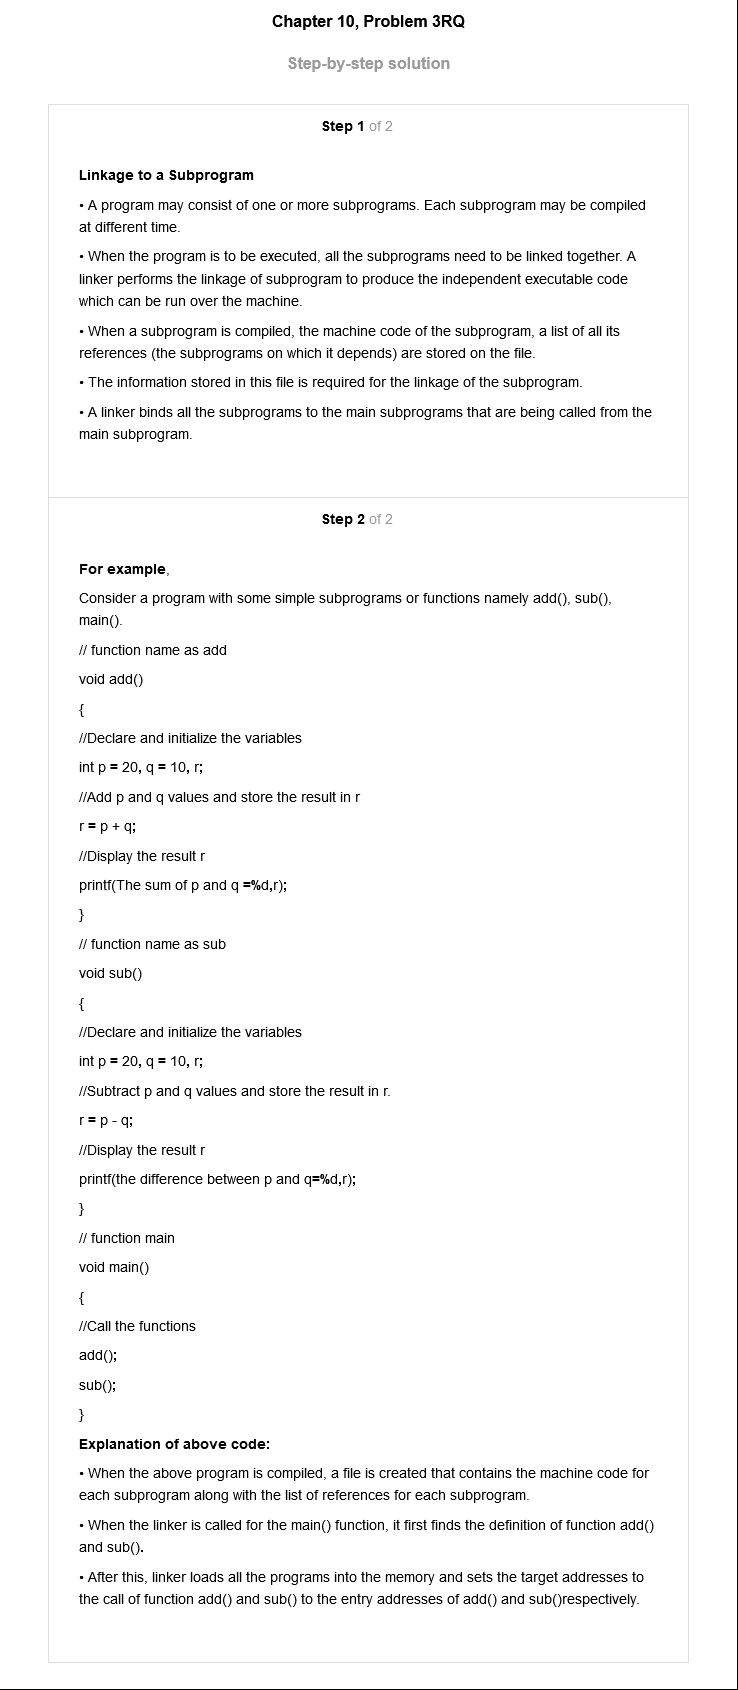 Chapter 10, Problem 3RQ
Step-by-step solution
Step 1 of 2
Linkage to a Subprogram
• A program may consist of one or more subprograms. Each subprogram may be compiled
at different time.
• When the program is to be executed, all the subprograms need to be linked together. A
linker performs the linkage of subprogram to produce the independent executable code
which can be run over the machine.
• When a subprogram is compiled, the machine code of the subprogram, a list of all its
references (the subprograms on which it depends) are stored on the file.
• The information stored in this file is required for the linkage of the subprogram.
• A linker binds all the subprograms to the main subprograms that are being called from the
main subprogram.
Step 2 of 2
For example,
Consider a program with some simple subprograms or functions namely add(), sub(),
main().
// function name as add
void add()
{
//Declare and initialize the variables
int p = 20, q = 10, r;
//Add p and q values and store the result in r
r = p + q;
//Display the result r
printf(The sum of p and q =%d,r);
}
// function name as sub
void sub()
{
//Declare and initialize the variables
int p = 20, q = 10, r;
//Subtract p and q values and store the result in r.
r = p - q;
//Display the result r
printf(the difference between p and q=%d,r);
}
// function main
void main()
{
//Call the functions
add();
sub();
}
Explanation of above code:
• When the above program is compiled, a file is created that contains the machine code for
each subprogram along with the list of references for each subprogram.
• When the linker is called for the main() function, it first finds the definition of function add()
and sub().
• After this, linker loads all the programs into the memory and sets the target addresses to
the call of function add() and sub() to the entry addresses of add() and sub()respectively.